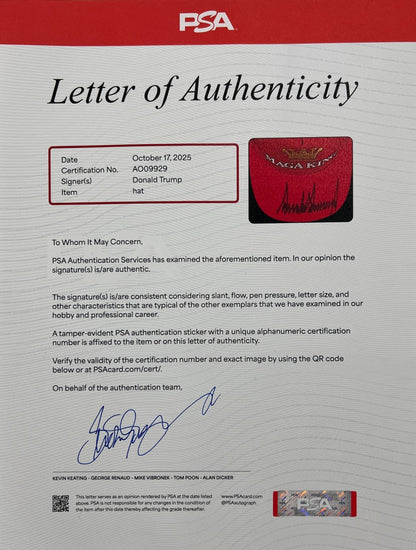 PSA
Letter of Authenticity
Date October 17, 2025
Certification No. AO09929
Signer(s) Donald Trump
Item hat
MAGA KING
To Whom It May Concern,
PSA Authentication Services has examined the aforementioned item. In our opinion the
signature(s) is/are authentic.
The signature(s) is/are consistent considering slant, flow, pen pressure, letter size, and
other characteristics that are typical of the other exemplars that we have examined in our
hobby and professional career.
A tamper-evident PSA authentication sticker with a unique alphanumeric certification
number is affixed to the item or on this letter of authenticity.
Verify the validity of the certification number and exact image by using the QR code
below or at PSAcard.com/cert/.
On behalf of the authentication team,
KEVIN KEATING • GEORGE RENAUD • MIKE VIBRONEK • TOM POON • ALAN DICKER
This letter serves as an opinion rendered by PSA at the date listed
above. PSA is not responsible for any changes in the condition of
the item after this date thereby affecting the grade thereafter.
www.PSAcard.com
@PSAautograph
PSA